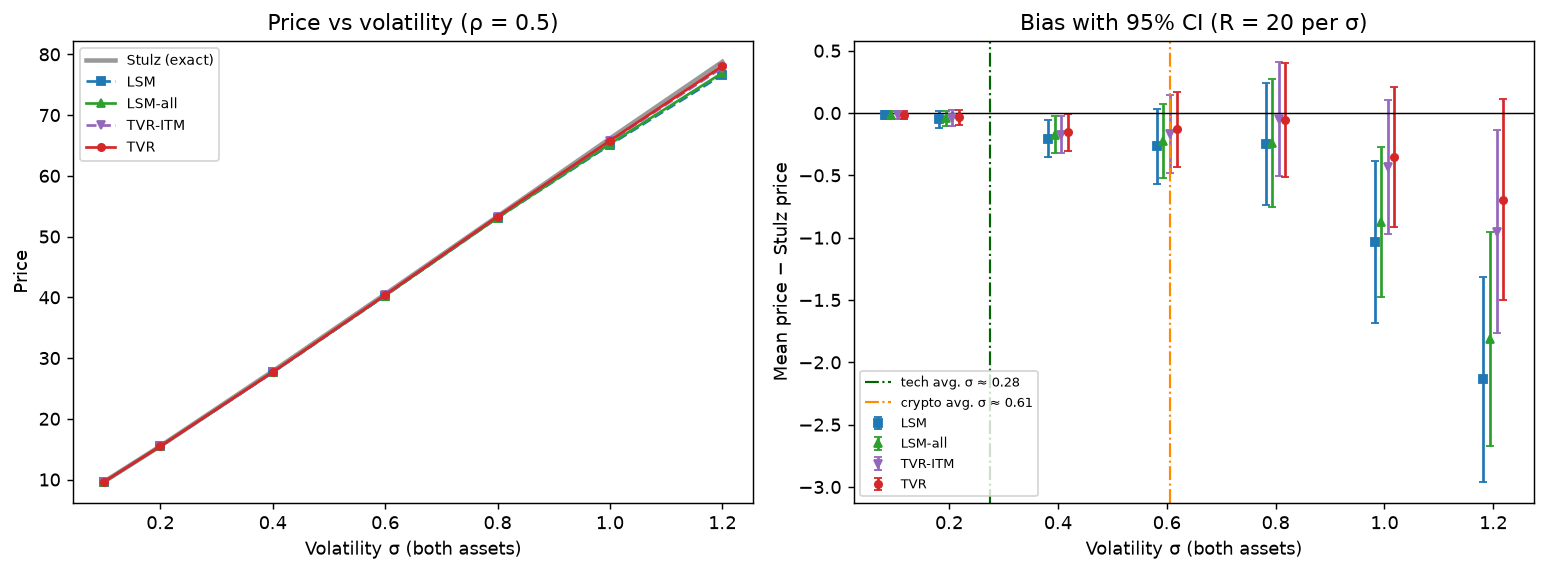 Price vs volatility (ρ = 0.5)
Price
80
70
60
50
40
30
20
10
Stulz (exact)
LSM
LSM-all
TVR-ITM
TVR
0.2
0.4
0.6
0.8
1.0
1.2
Volatility σ (both assets)
Bias with 95% CI (R = 20 per σ)
Mean price − Stulz price
0.5
0.0
−0.5
−1.0
−1.5
−2.0
−2.5
−3.0
tech avg. σ ≈ 0.28
crypto avg. σ ≈ 0.61
LSM
LSM-all
TVR-ITM
TVR
0.2
0.4
0.6
0.8
1.0
1.2
Volatility σ (both assets)